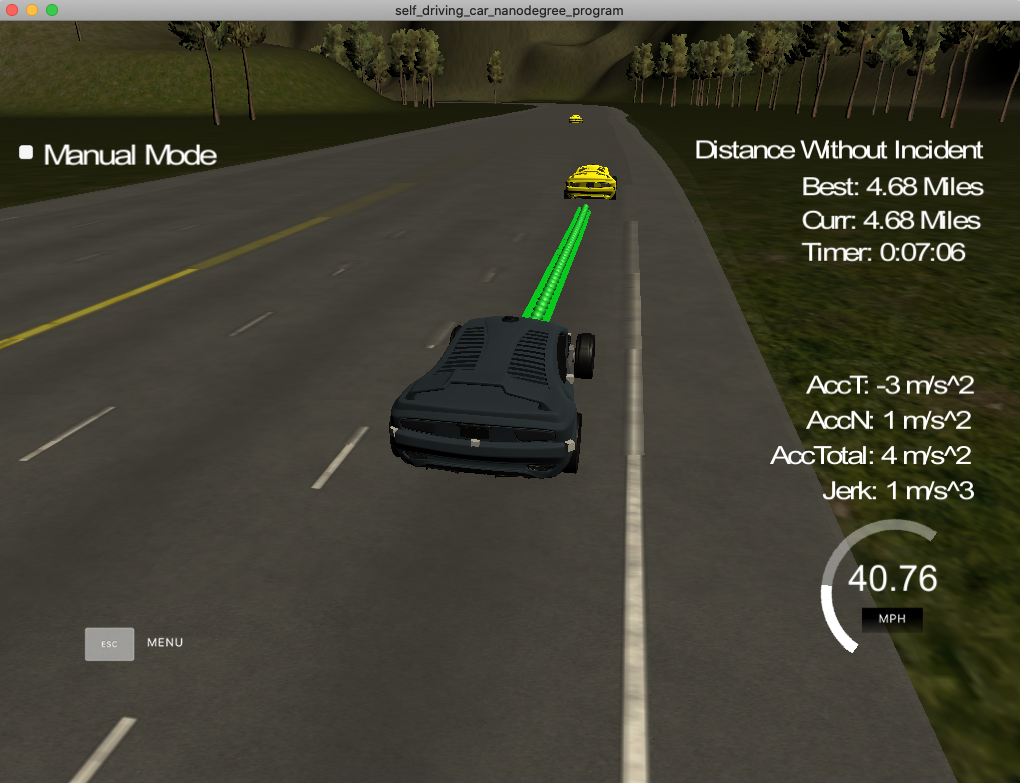 self_driving_car_nanodegree_program
Manual Mode
Distance Without Incident
Best: 4.68 Miles
Curr: 4.68 Miles
Timer: 0:07:06
AccT: -3 m/s^2
AccN: 1 m/s^2
AccTotal: 4 m/s^2
Jerk: 1 m/s^3
40.76
MPH
ESC MENU